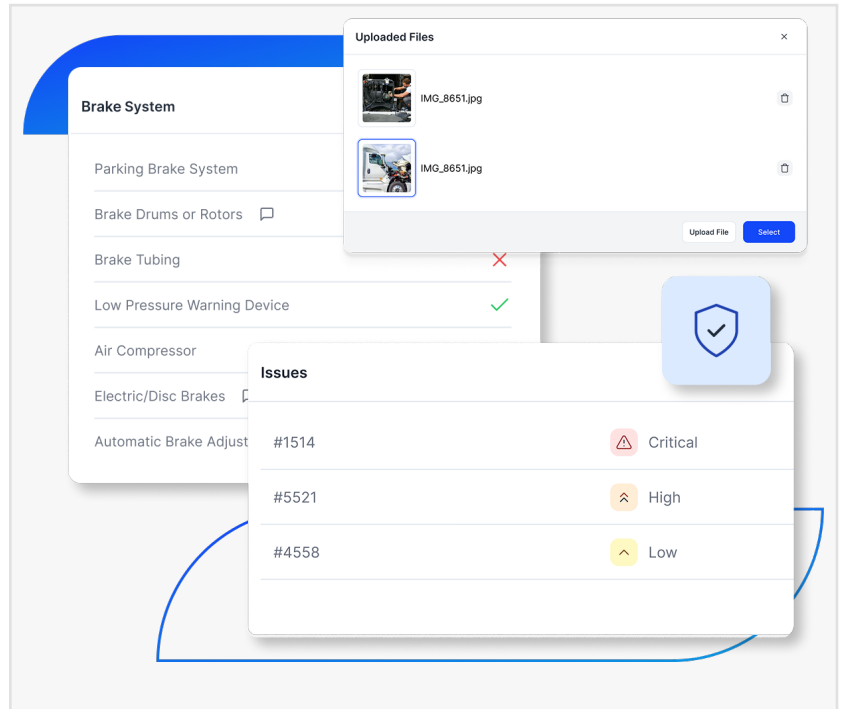 Uploaded Files
IMG_8651.jpg
IMG_8651.jpg
Upload File
Select
Brake System
Parking Brake System
Brake Drums or Rotors
Brake Tubing
Low Pressure Warning Device
Air Compressor
Electric/Disc Brakes
Automatic Brake Adjust
Issues
#1514 Critical
#5521 High
#4558 Low